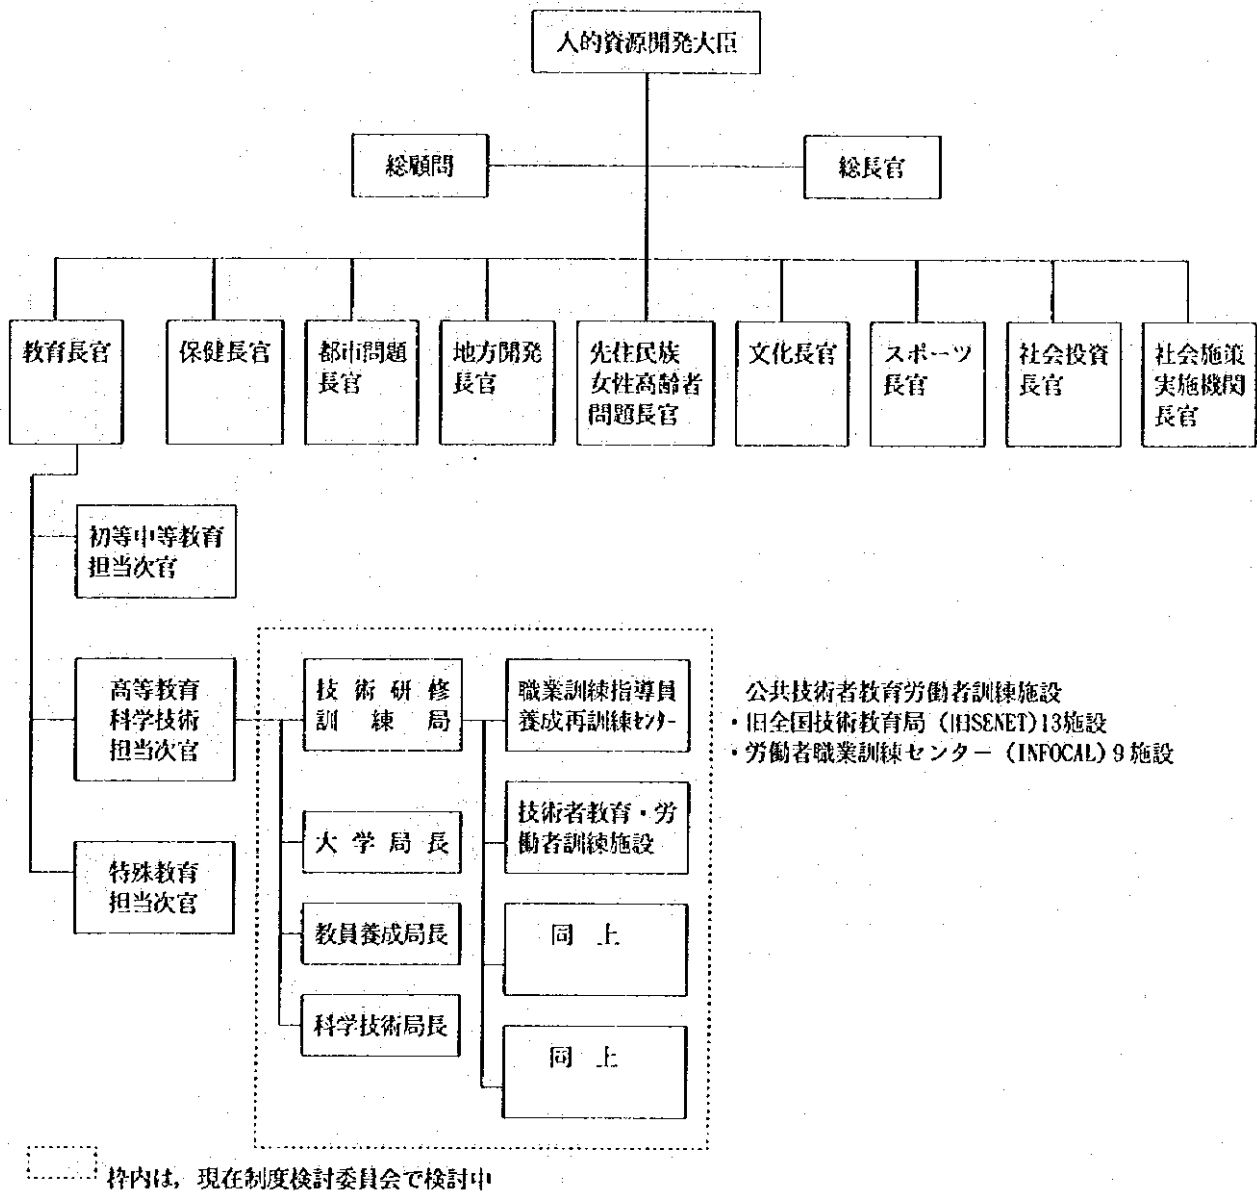 人的資源開発大臣
総顧問
総長官
教育長官
保健長官
都市問題
長官
地方開発
長官
先住民族
女性高齢者
問題長官
文化長官
スポーツ
長官
社会投資
長官
社会施策
実施機関
長官
初等中等教育
担当次官
高等教育
科学技術
担当次官
特殊教育
担当次官
技術研修
訓練局
大学局長
教員養成局長
科学技術局長
職業訓練指導員
養成再訓練センター
技術者教育・労
働者訓練施設
同上
同上
公共技術者教育労働者訓練施設
・旧全国技術教育局(旧SENET)13施設
・労働者職業訓練センター(INFOCAL)9施設
枠内は,現在制度検討委員会で検討中